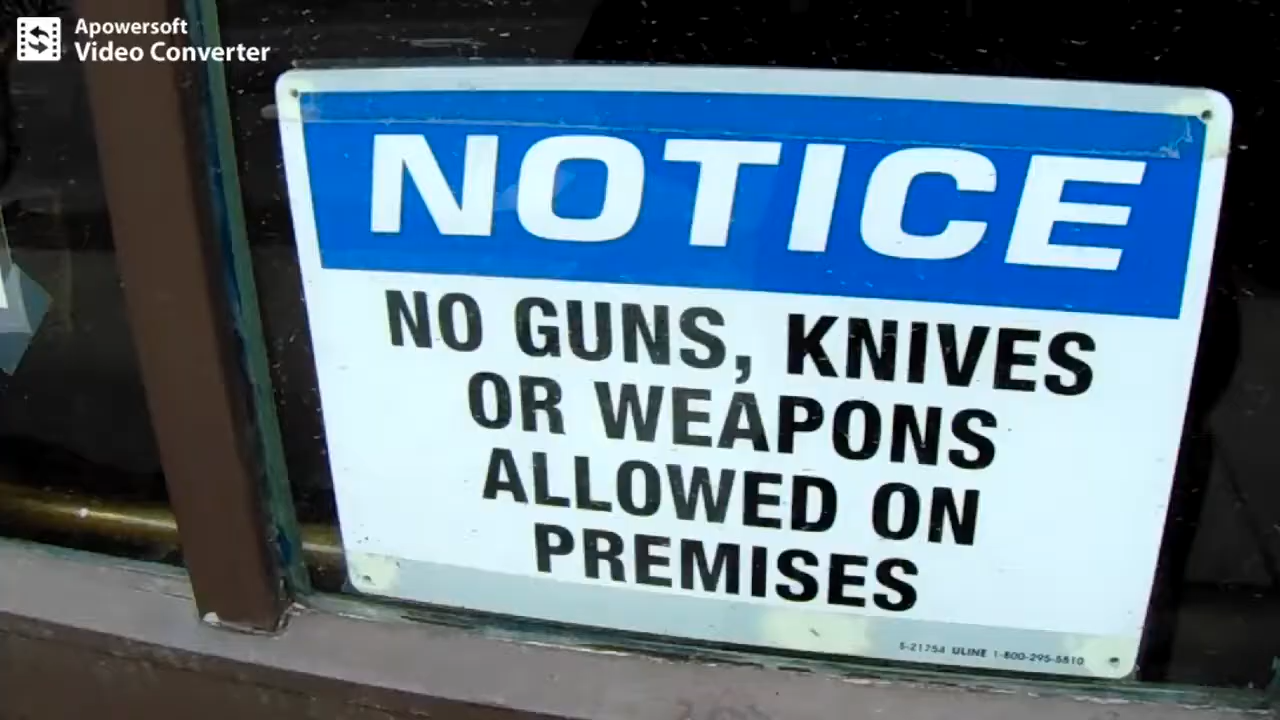 Apowersoft
Video Converter
NOTICE
NO GUNS, KNIVES
OR WEAPONS
ALLOWED ON
PREMISES
S-21754 ULINE 1-800-295-5510